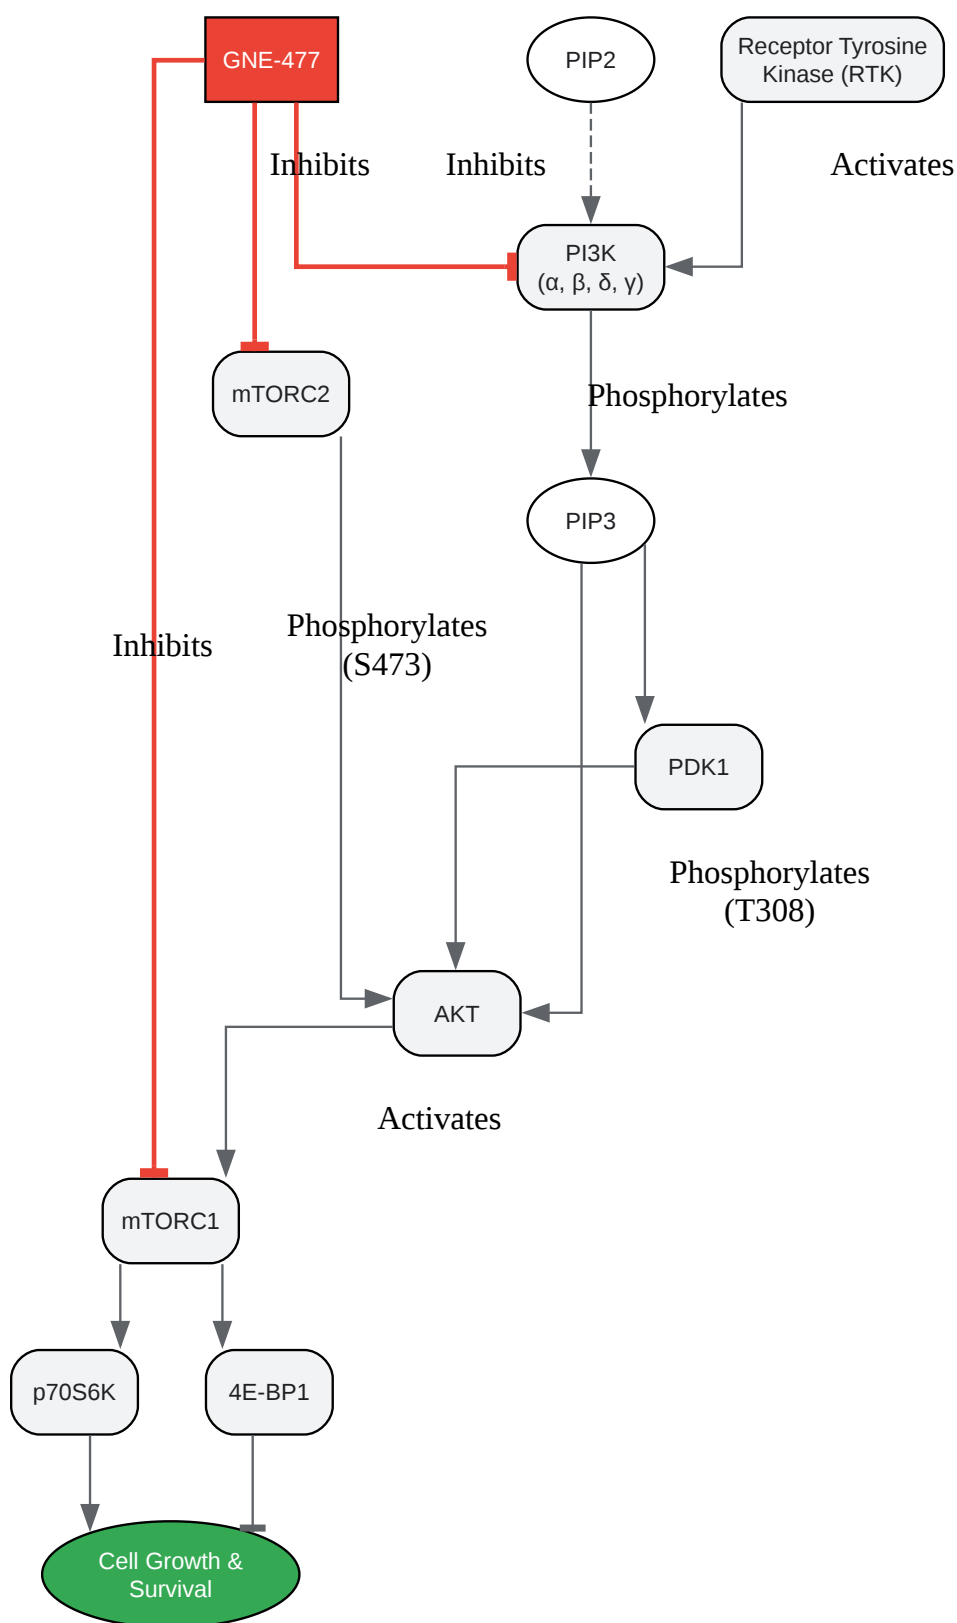 GNE-477
PIP2
Receptor Tyrosine
Kinase (RTK)
Inhibits
Inhibits
Activates
PI3K
(α, β, δ, γ)
mTORC2
Phosphorylates
PIP3
Inhibits
Phosphorylates
(S473)
PDK1
Phosphorylates
(T308)
AKT
Activates
mTORC1
p70S6K
4E-BP1
Cell Growth &
Survival